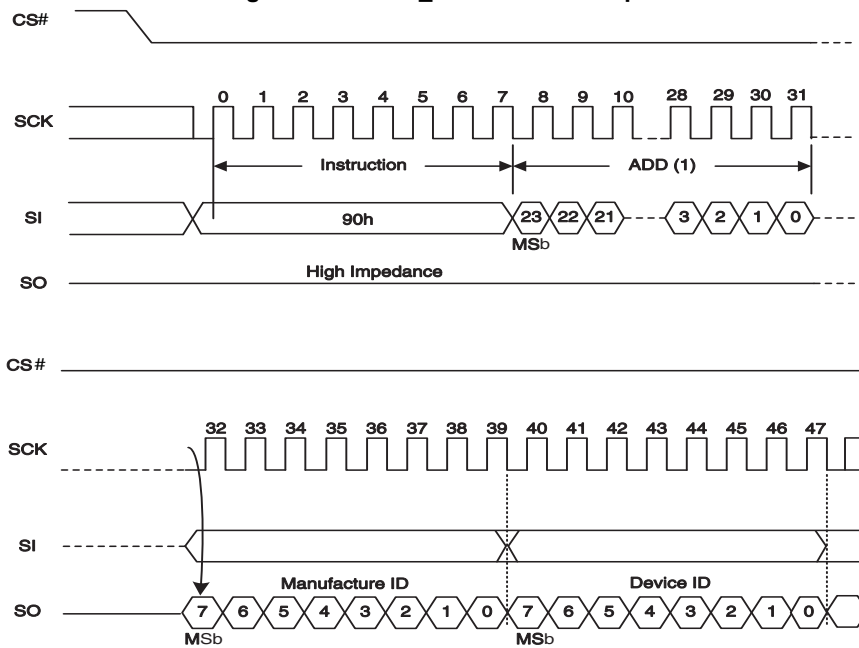 CS#
0 1 2 3 4 5 6 7 8 9 10 28 29 30 31
SCK
Instruction ADD (1)
SI 90h 23 22 21 3 2 1 0
MSb
High Impedance
SO
CS#
32 33 34 35 36 37 38 39 40 41 42 43 44 45 46 47
SCK
SI
Manufacture ID Device ID
SO 7 6 5 4 3 2 1 0 7 6 5 4 3 2 1 0
MSb MSb